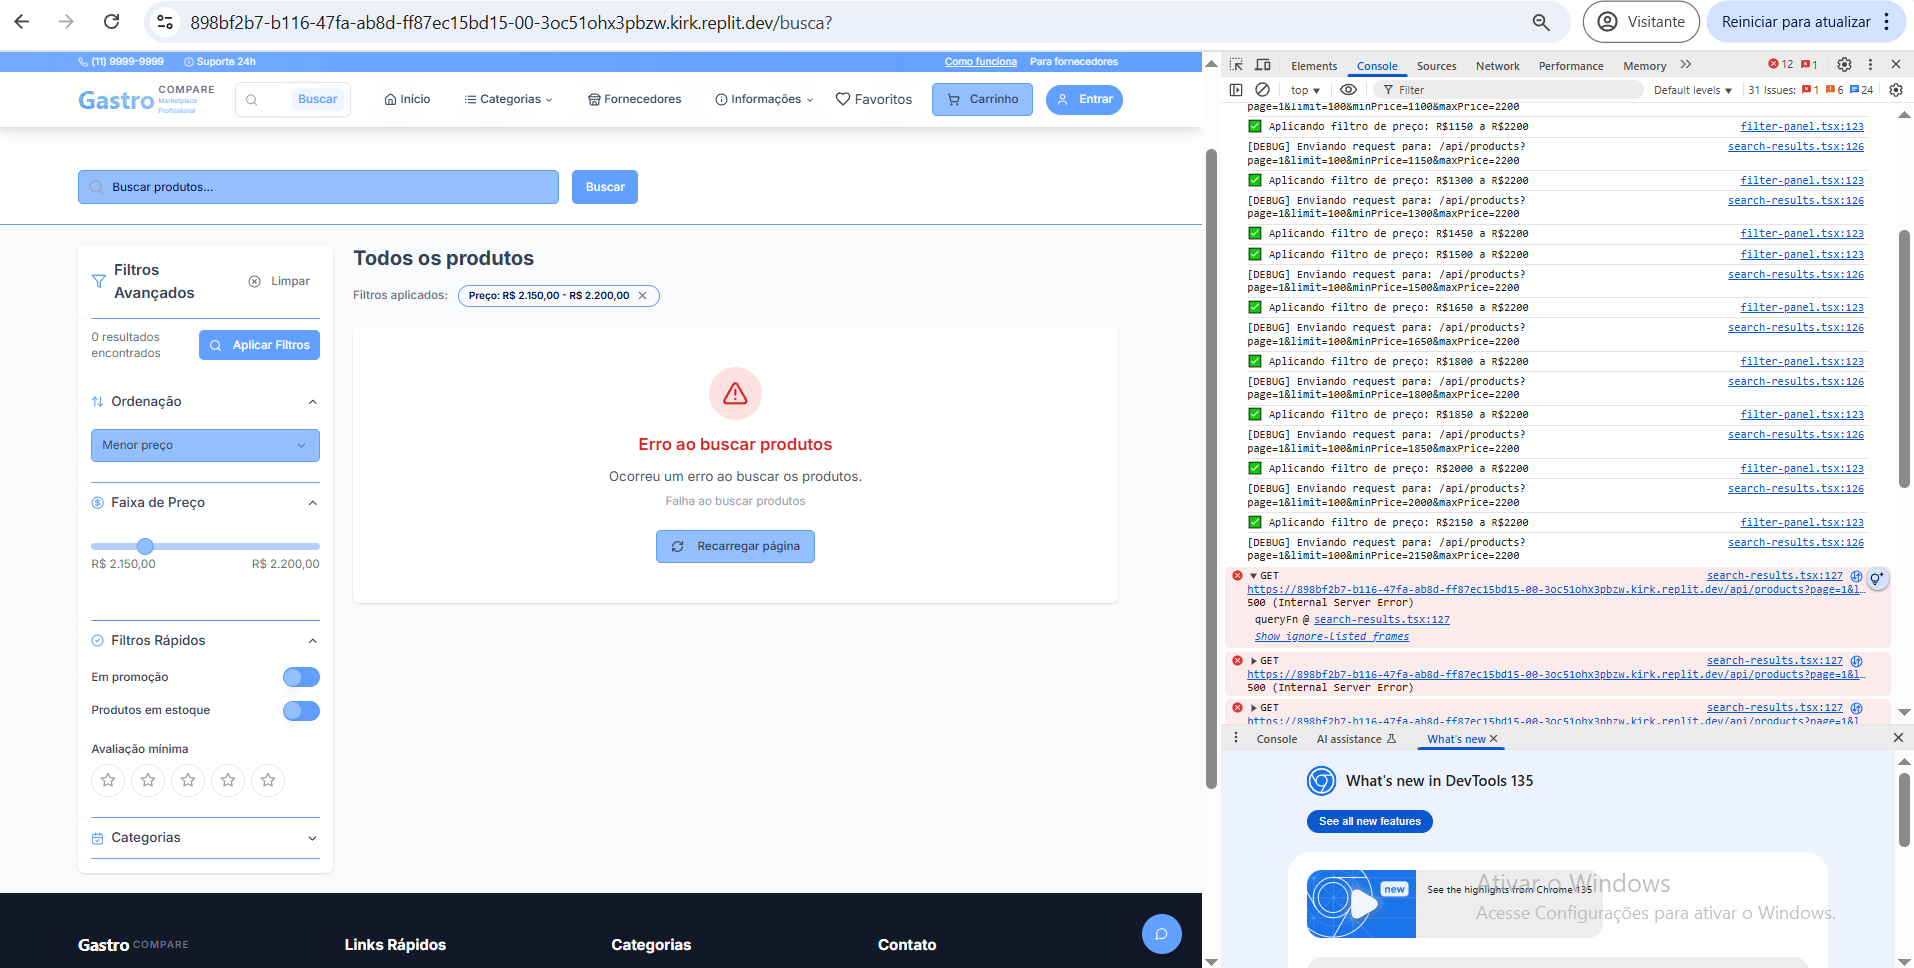 898bf2b7-b116-47fa-ab8d-ff87ec15bd15-00-3oc51ohx3pbzw.kirk.replit.dev/busca?
Visitante
Reiniciar para atualizar
(11) 9999-9999
Suporte 24h
Como funciona
Para fornecedores
Gastro COMPARE
Marketplace
Profissional
Buscar
Início
Categorias
Fornecedores
Informações
Favoritos
Carrinho
Entrar
Buscar produtos...
Buscar
Filtros
Avançados
Limpar
0 resultados
encontrados
Aplicar Filtros
Ordenação
Menor preço
Faixa de Preço
R$ 2.150,00
R$ 2.200,00
Filtros Rápidos
Em promoção
Produtos em estoque
Avaliação mínima
Categorias
Todos os produtos
Filtros aplicados:
Preço: R$ 2.150,00 - R$ 2.200,00
Erro ao buscar produtos
Ocorreu um erro ao buscar os produtos.
Falha ao buscar produtos
Recarregar página
Gastro COMPARE
Links Rápidos
Categorias
Contato
Elements
Console
Sources
Network
Performance
Memory
12
1
top
Filter
Default levels
31 Issues:
1
6
24
page=1&limit=100&minPrice=1100&maxPrice=2200
Aplicando filtro de preço: R$1150 a R$2200 filter-panel.tsx:123
[DEBUG] Enviando request para: /api/products? search-results.tsx:126
page=1&limit=100&minPrice=1150&maxPrice=2200
Aplicando filtro de preço: R$1300 a R$2200 filter-panel.tsx:123
[DEBUG] Enviando request para: /api/products? search-results.tsx:126
page=1&limit=100&minPrice=1300&maxPrice=2200
Aplicando filtro de preço: R$1450 a R$2200 filter-panel.tsx:123
Aplicando filtro de preço: R$1500 a R$2200 filter-panel.tsx:123
[DEBUG] Enviando request para: /api/products? search-results.tsx:126
page=1&limit=100&minPrice=1500&maxPrice=2200
Aplicando filtro de preço: R$1650 a R$2200 filter-panel.tsx:123
[DEBUG] Enviando request para: /api/products? search-results.tsx:126
page=1&limit=100&minPrice=1650&maxPrice=2200
Aplicando filtro de preço: R$1800 a R$2200 filter-panel.tsx:123
[DEBUG] Enviando request para: /api/products? search-results.tsx:126
page=1&limit=100&minPrice=1800&maxPrice=2200
Aplicando filtro de preço: R$1850 a R$2200 filter-panel.tsx:123
[DEBUG] Enviando request para: /api/products? search-results.tsx:126
page=1&limit=100&minPrice=1850&maxPrice=2200
Aplicando filtro de preço: R$2000 a R$2200 filter-panel.tsx:123
[DEBUG] Enviando request para: /api/products? search-results.tsx:126
page=1&limit=100&minPrice=2000&maxPrice=2200
Aplicando filtro de preço: R$2150 a R$2200 filter-panel.tsx:123
[DEBUG] Enviando request para: /api/products? search-results.tsx:126
page=1&limit=100&minPrice=2150&maxPrice=2200
GET search-results.tsx:127
https://898bf2b7-b116-47fa-ab8d-ff87ec15bd15-00-3oc51ohx3pbzw.kirk.replit.dev/api/products?page=1&l…
500 (Internal Server Error)
queryFn @ search-results.tsx:127
Show ignore-listed frames
GET search-results.tsx:127
https://898bf2b7-b116-47fa-ab8d-ff87ec15bd15-00-3oc51ohx3pbzw.kirk.replit.dev/api/products?page=1&l…
500 (Internal Server Error)
GET search-results.tsx:127
https://898bf2b7-b116-47fa-ab8d-ff87ec15bd15-00-3oc51ohx3pbzw.kirk.replit.dev/api/products?page=1&l
Console
AI assistance
What's new
What's new in DevTools 135
See all new features
new
See the highlights from Chrome 135
Ativar o Windows
Acesse Configurações para ativar o Windows.